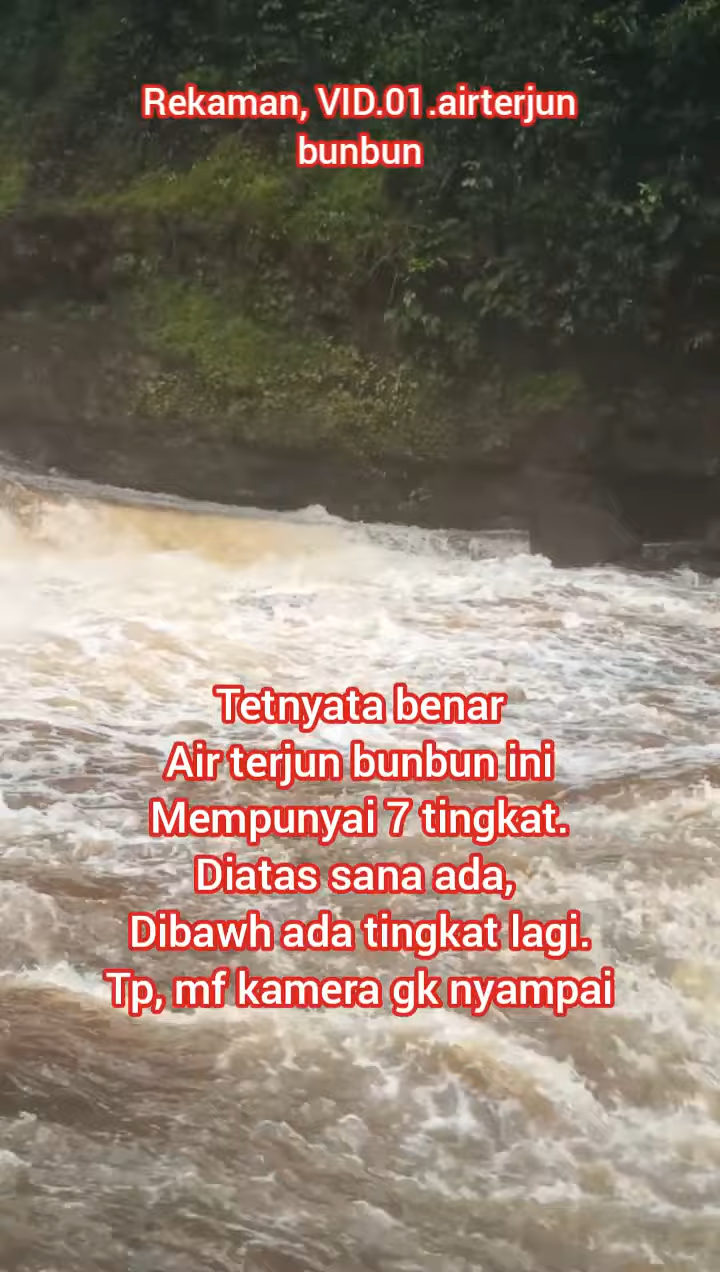 Rekaman, VID.01.airterjun
bunbun
Tetnyata benar
Air terjun bunbun ini
Mempunyai 7 tingkat.
Diatas sana ada,
Dibawh ada tingkat lagi.
Tp, mf kamera gk nyampai